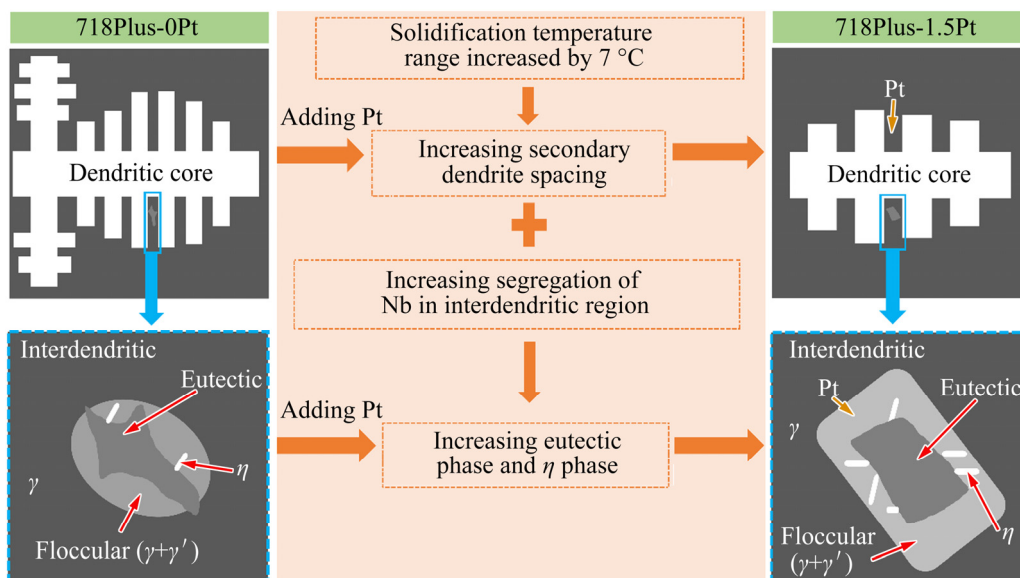 718Plus-0Pt
Dendritic core
Interdendritic
Eutectic
η
γ
Floccular (γ+γ′)
Solidification temperature
range increased by 7 °C
Adding Pt
Increasing secondary
dendrite spacing
Increasing segregation of
Nb in interdendritic region
Adding Pt
Increasing eutectic
phase and η phase
718Plus-1.5Pt
Pt
Dendritic core
Interdendritic
Pt
Eutectic
γ
η
Floccular
(γ+γ′)